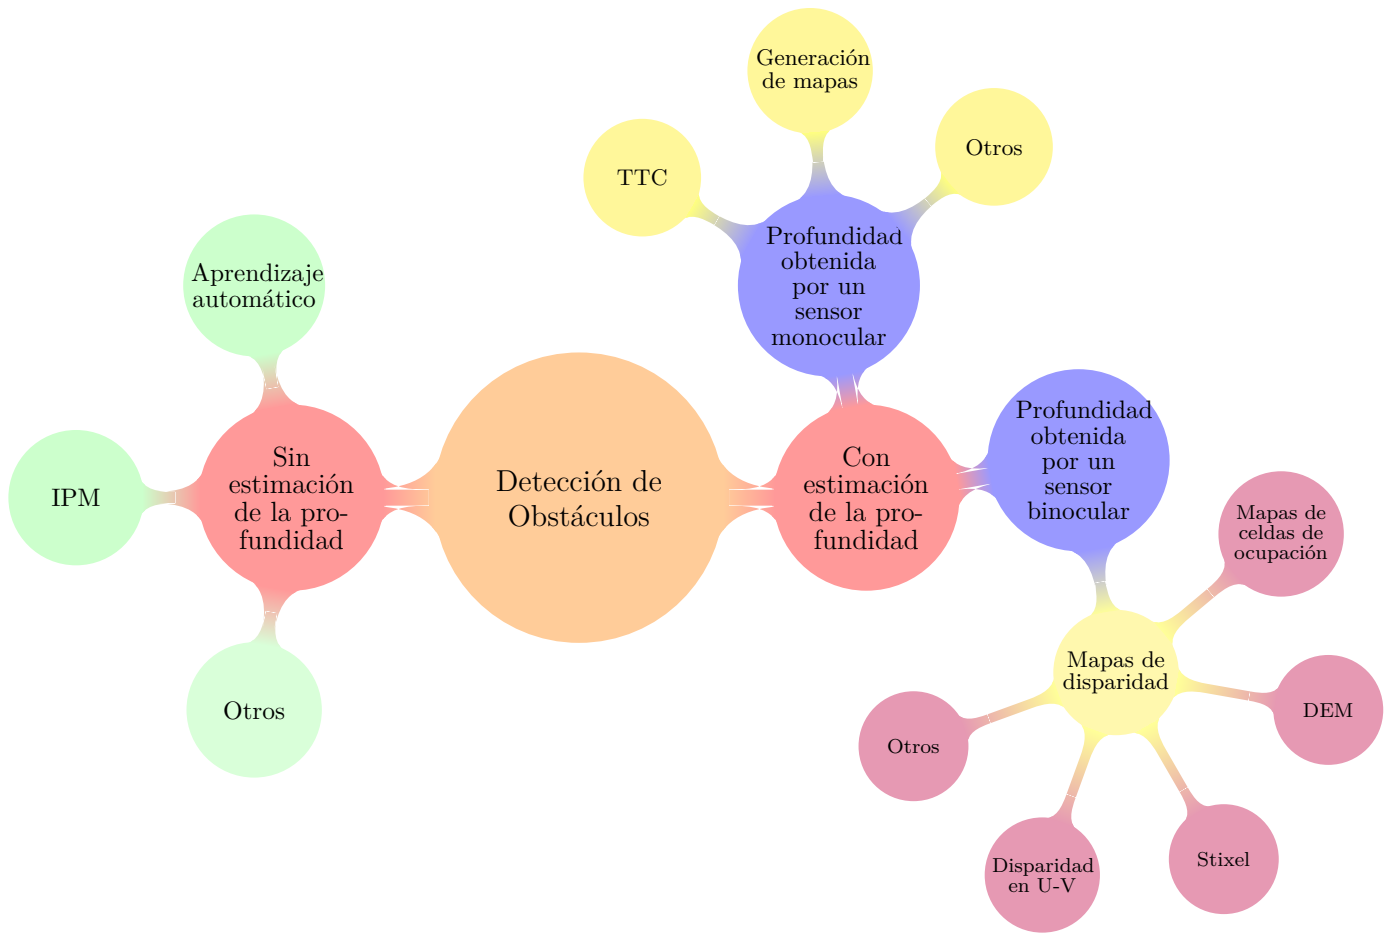 Generación
de mapas
Otros
TTC
Profundidad
obtenida
por un
sensor
monocular
Aprendizaje
automático
Profundidad
obtenida
por un
sensor
binocular
Sin
estimación
de la pro-
fundidad
Detección de
Obstáculos
Con
estimación
de la pro-
fundidad
IPM
Mapas de
celdas de
ocupación
Mapas de
disparidad
Otros
DEM
Otros
Disparidad
en U-V
Stixel